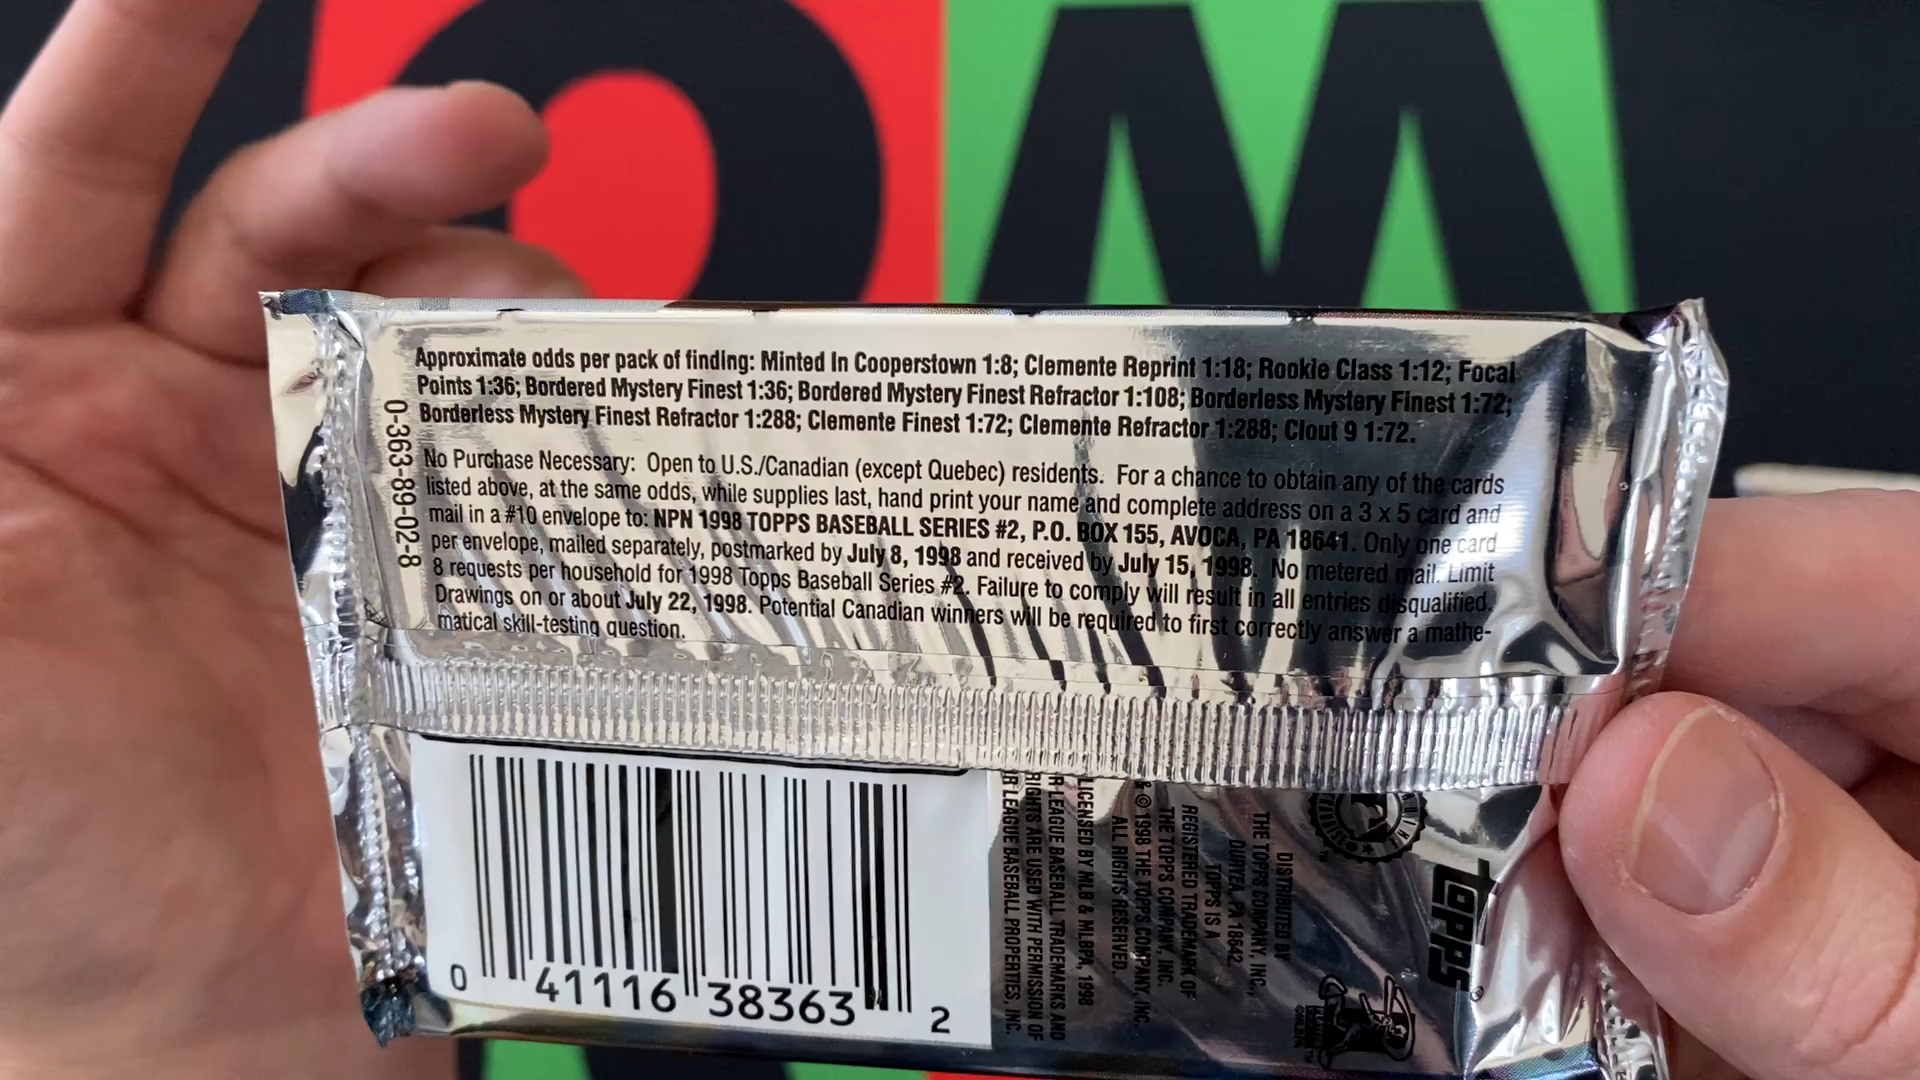 Approximate odds per pack of finding: Minted In Cooperstown 1:8; Clemente Reprint 1:18; Rookie Class 1:12; Focal
Points 1:36; Bordered Mystery Finest 1:36; Bordered Mystery Finest Refractor 1:108; Borderless Mystery Finest 1:72;
Borderless Mystery Finest Refractor 1:288; Clemente Finest 1:72; Clemente Refractor 1:288; Clout 9 1:72.
0-363-89-02-8
No Purchase Necessary: Open to U.S./Canadian (except Quebec) residents. For a chance to obtain any of the cards
listed above, at the same odds, while supplies last, hand print your name and complete address on a 3 x 5 card and
mail in a #10 envelope to: NPN 1998 TOPPS BASEBALL SERIES #2, P.O. BOX 155, AVOCA, PA 18641. Only one card
per envelope, mailed separately, postmarked by July 8, 1998 and received by July 15, 1998. No metered mail. Limit
8 requests per household for 1998 Topps Baseball Series #2. Failure to comply will result in all entries disqualified.
Drawings on or about July 22, 1998. Potential Canadian winners will be required to first correctly answer a mathe-
matical skill-testing question.
0 41116 38363 2
Topps®
DISTRIBUTED BY
THE TOPPS COMPANY, INC.,
DURYEA, PA 18642.
TOPPS IS A
REGISTERED TRADEMARK OF
THE TOPPS COMPANY, INC.
& © 1998 THE TOPPS COMPANY, INC.
ALL RIGHTS RESERVED.
LICENSED BY MLB & MLBPA, 1998
R LEAGUE BASEBALL TRADEMARKS AND
RIGHTS ARE USED WITH PERMISSION OF
R LEAGUE BASEBALL PROPERTIES, INC.